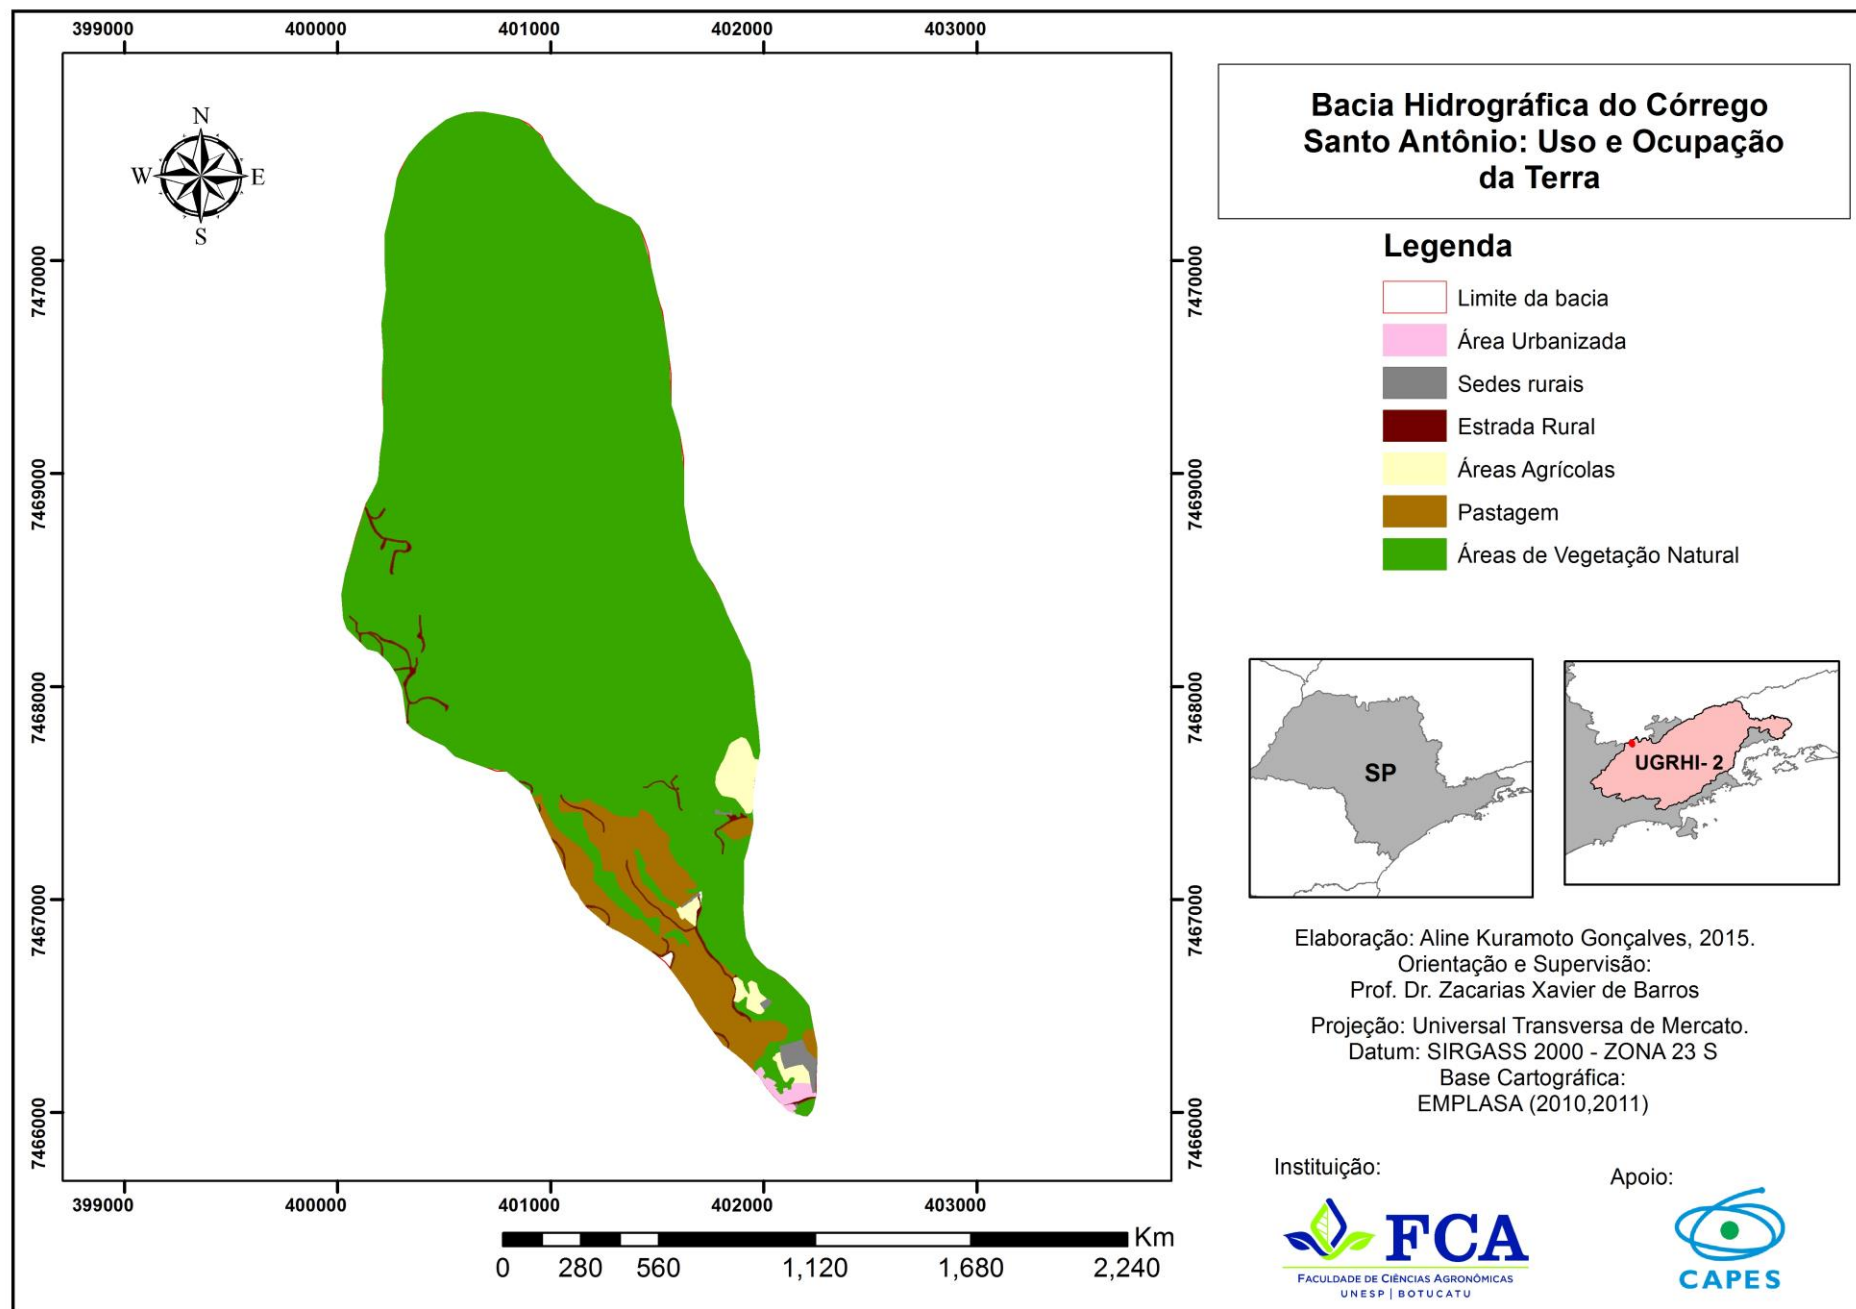 399000
400000
401000
402000
403000
N
W
E
S
7470000
7469000
7468000
7467000
7466000
7470000
7469000
7468000
7467000
7466000
399000
400000
401000
402000
403000
Km
0
280
560
1,120
1,680
2,240
Bacia Hidrográfica do Córrego
Santo Antônio: Uso e Ocupação
da Terra
Legenda
Limite da bacia
Área Urbanizada
Sedes rurais
Estrada Rural
Áreas Agrícolas
Pastagem
Áreas de Vegetação Natural
SP
UGRHI- 2
Elaboração: Aline Kuramoto Gonçalves, 2015.
Orientação e Supervisão:
Prof. Dr. Zacarias Xavier de Barros
Projeção: Universal Transversa de Mercato.
Datum: SIRGASS 2000 - ZONA 23 S
Base Cartográfica:
EMPLASA (2010,2011)
Instituição:
FCA
FACULDADE DE CIÊNCIAS AGRONÔMICAS
UNESP | BOTUCATU
Apoio:
CAPES